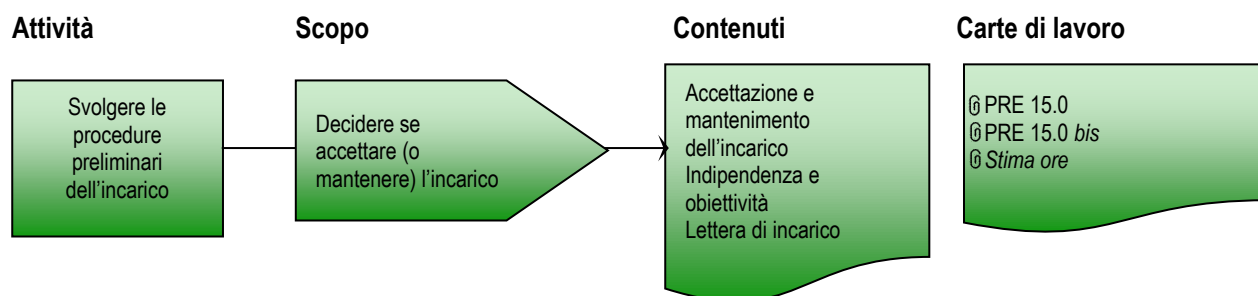 Attività Scopo Contenuti Carte di lavoro
Svolgere le
procedure
preliminari
dell'incarico
Decidere se
accettare (o
mantenere) l'incarico
Accettazione e
mantenimento
dell'incarico
Indipendenza e
obiettività
Lettera di incarico
PRE 15.0
PRE 15.0 bis
Stima ore